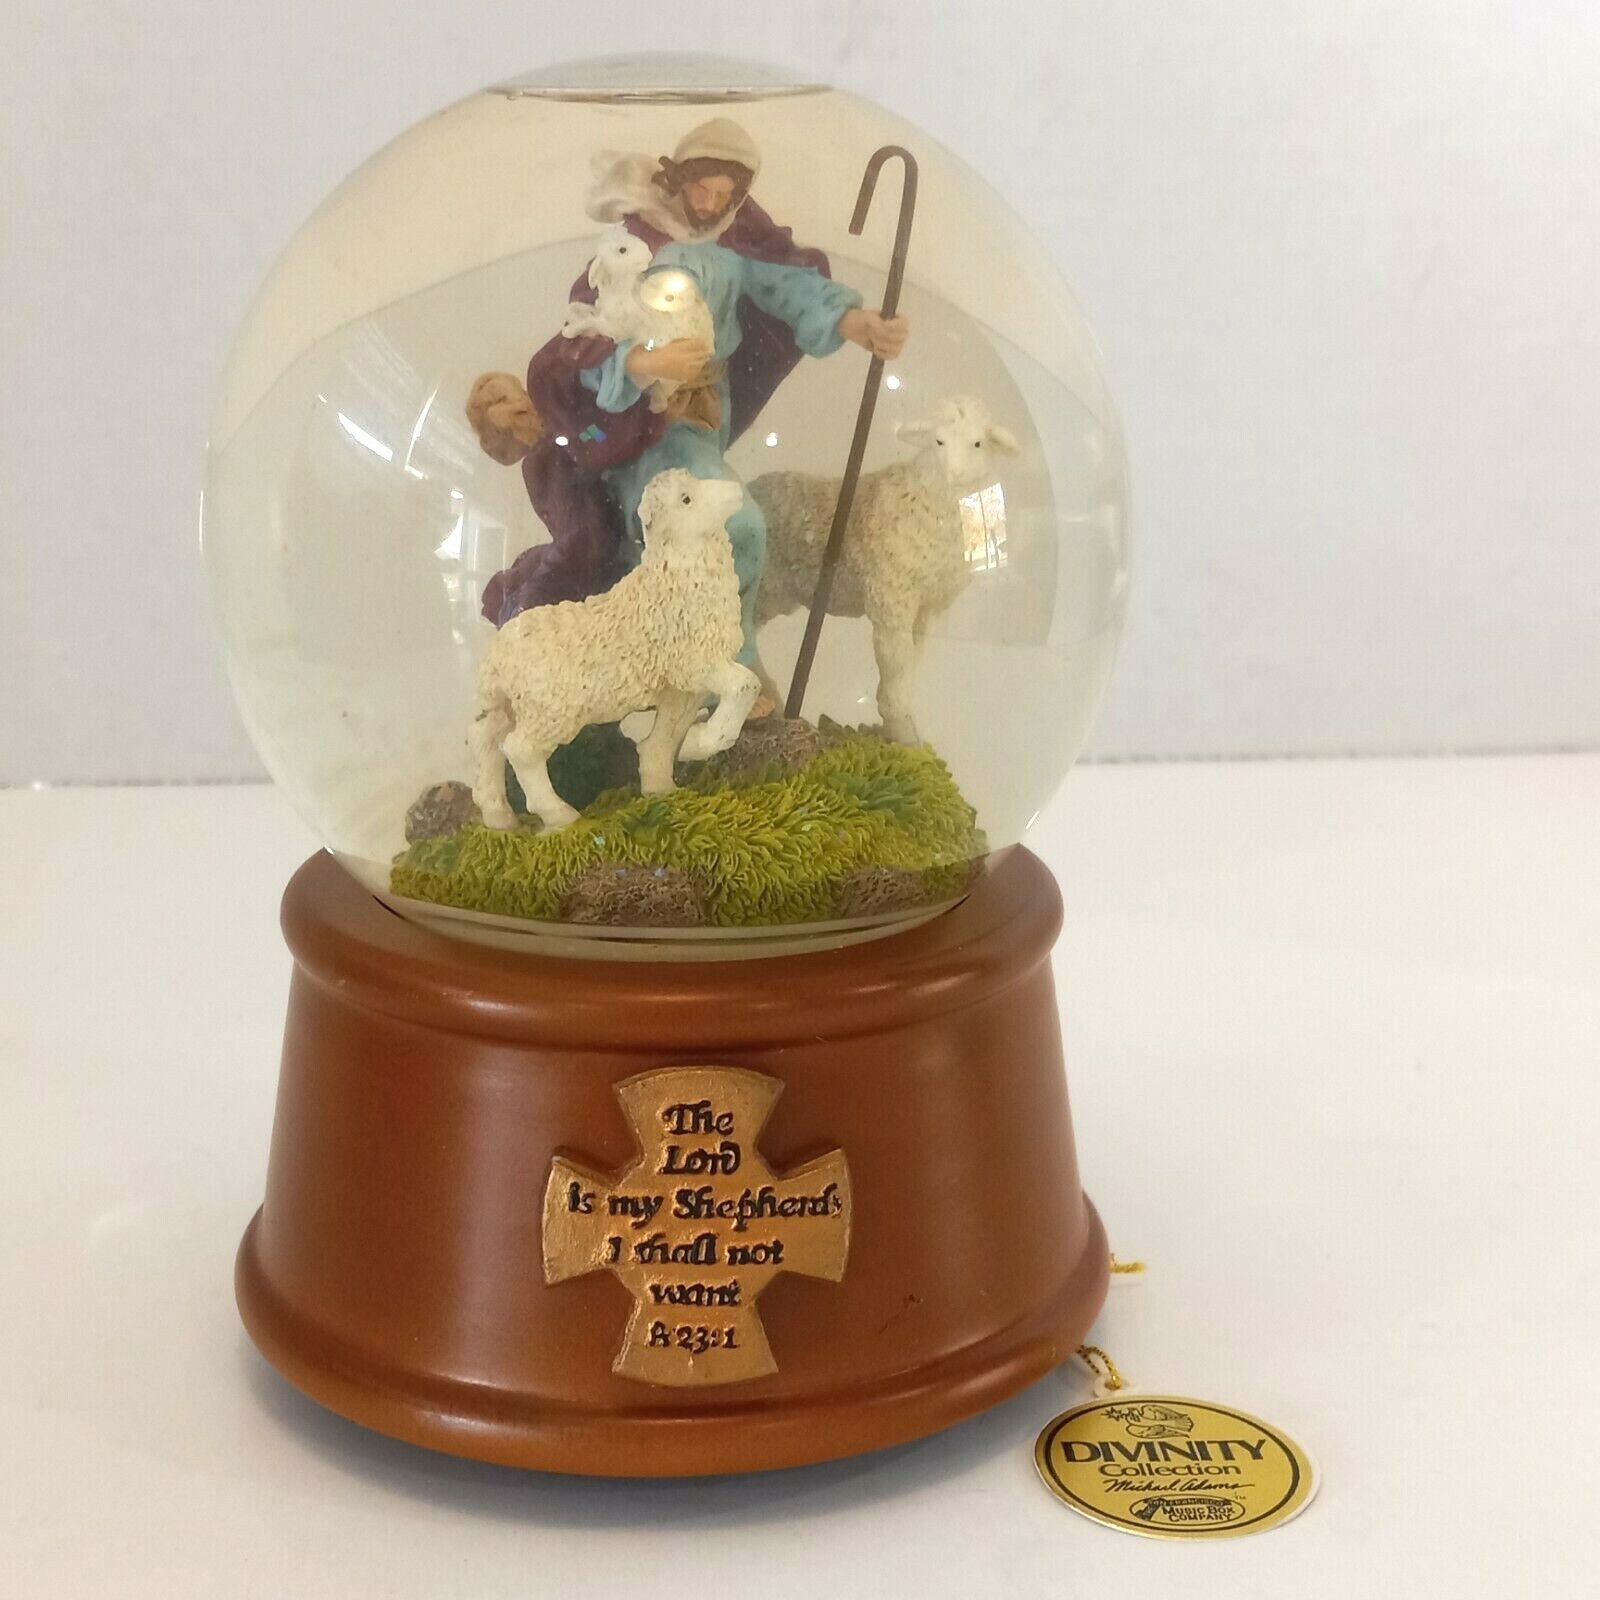 The
Lord
is my Shepherd;
I shall not
want
23:1
DIVINITY
Collection
Michael Adams
TM
SAN FRANCISCO
MUSIC BOX
COMPANY